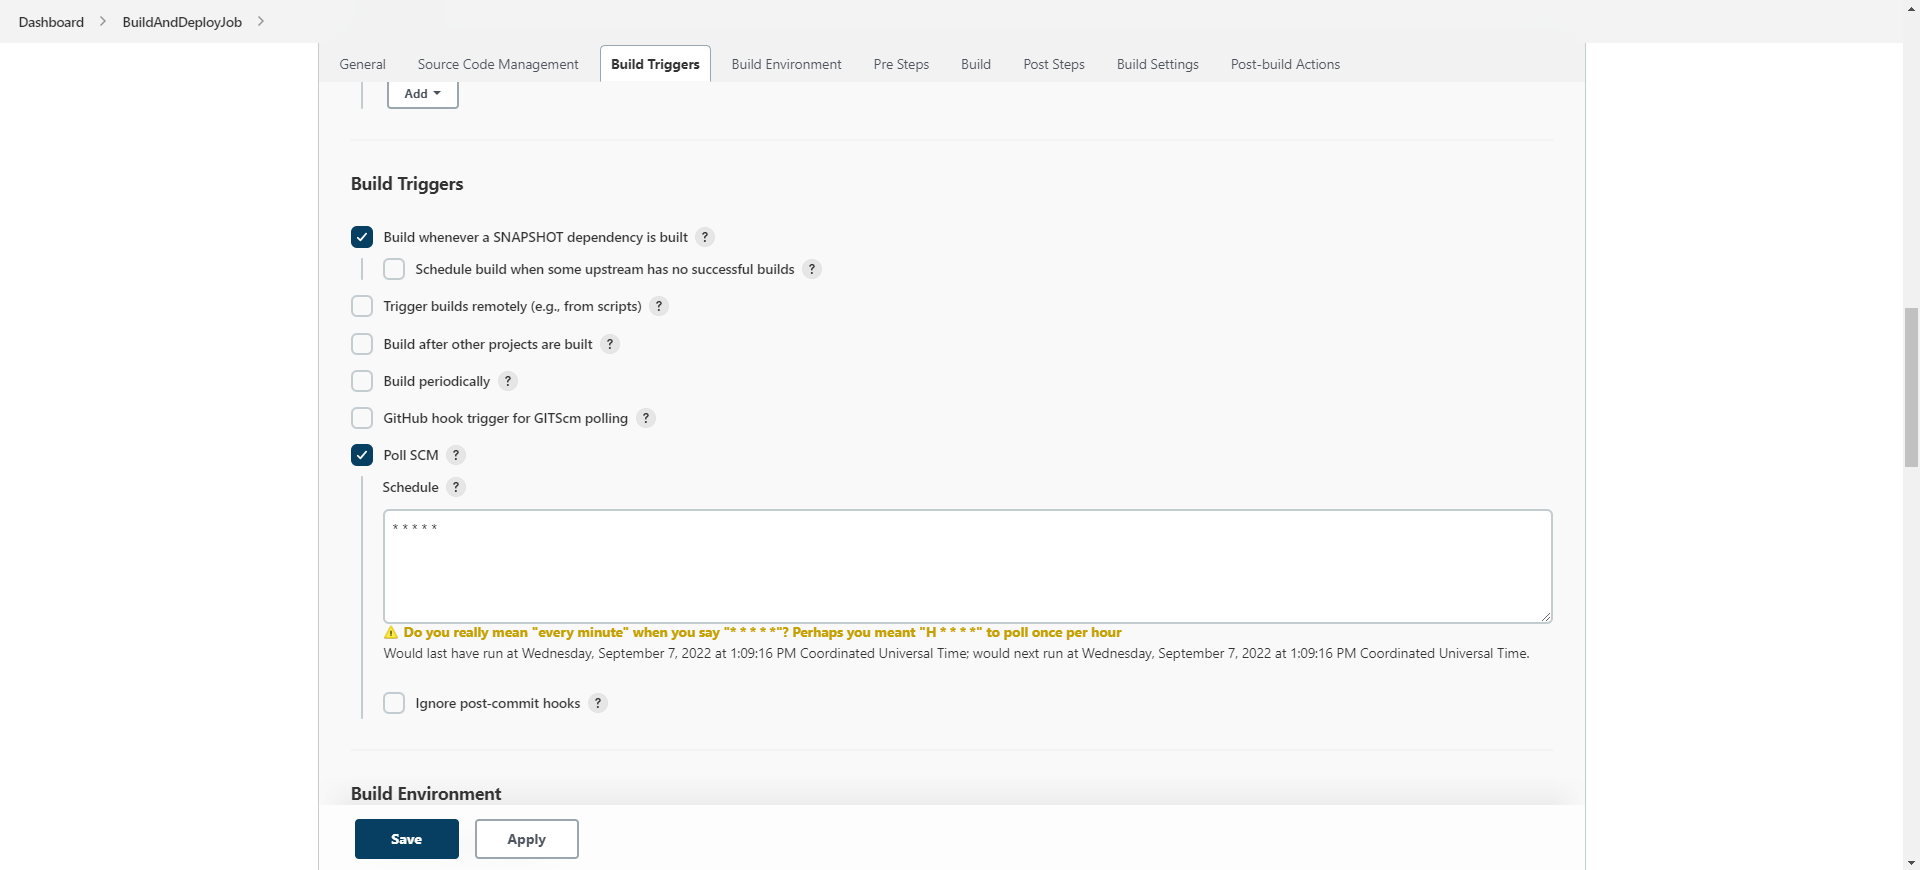 Dashboard > BuildAndDeployJob >
General Source Code Management Build Triggers Build Environment Pre Steps Build Post Steps Build Settings Post-build Actions
Add
Build Triggers
Build whenever a SNAPSHOT dependency is built ?
Schedule build when some upstream has no successful builds ?
Trigger builds remotely (e.g., from scripts) ?
Build after other projects are built ?
Build periodically ?
GitHub hook trigger for GITScm polling ?
Poll SCM ?
Schedule ?
* * * * *
Do you really mean "every minute" when you say "* * * * *"? Perhaps you meant "H * * * *" to poll once per hour
Would last have run at Wednesday, September 7, 2022 at 1:09:16 PM Coordinated Universal Time; would next run at Wednesday, September 7, 2022 at 1:09:16 PM Coordinated Universal Time.
Ignore post-commit hooks ?
Build Environment
Save Apply